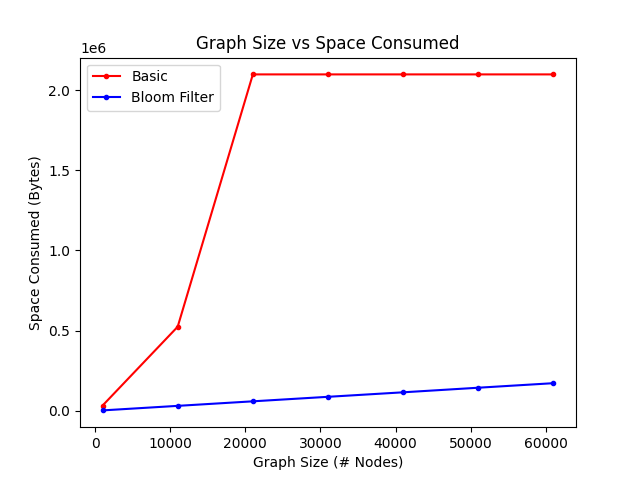 Graph Size vs Space Consumed
1e6
Basic
Bloom Filter
2.0
1.5
1.0
0.5
0.0
Space Consumed (Bytes)
0 10000 20000 30000 40000 50000 60000
Graph Size (# Nodes)